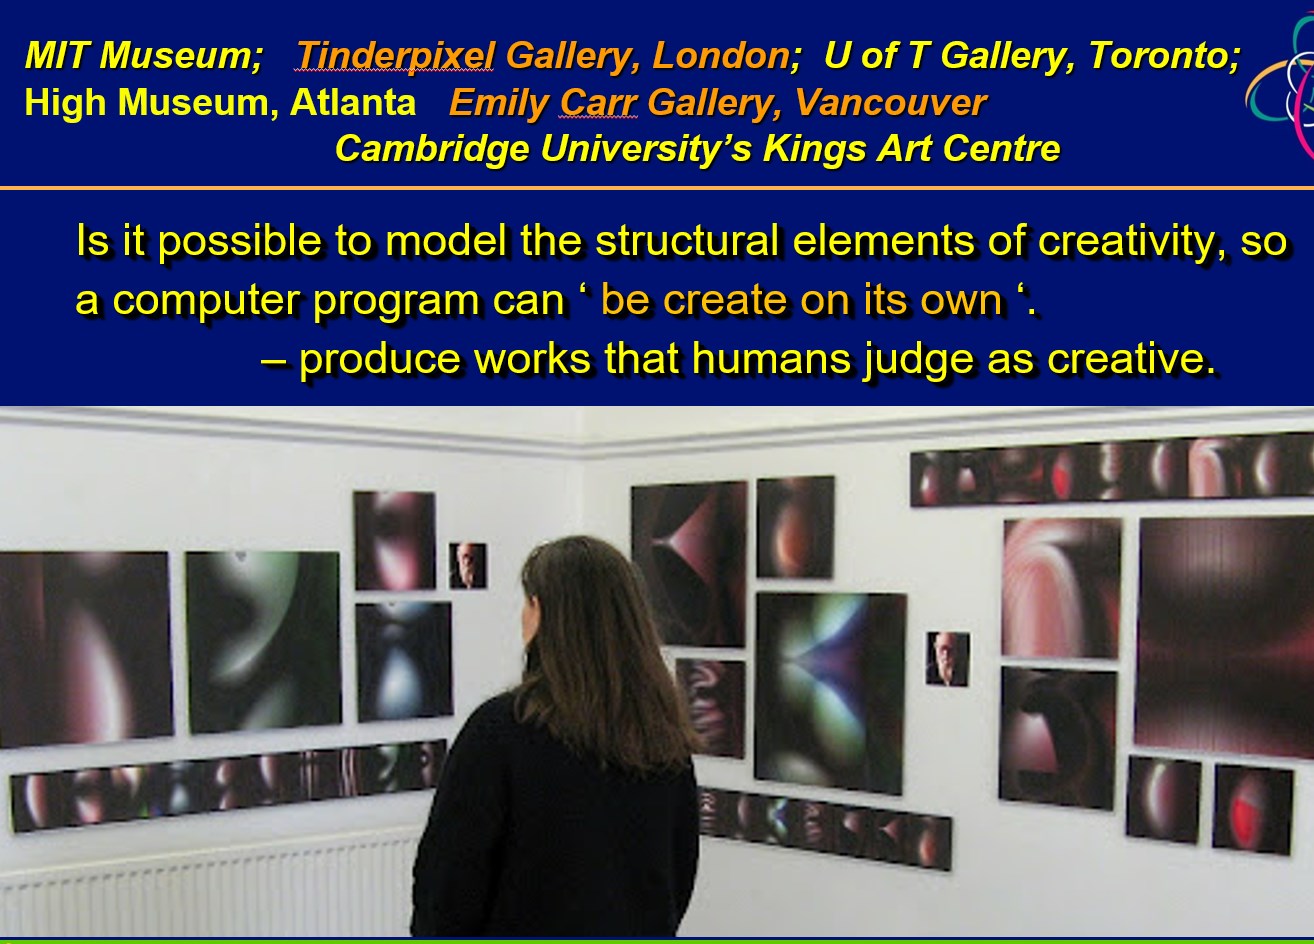 MIT Museum; Tinderpixel Gallery, London; U of T Gallery, Toronto;
High Museum, Atlanta Emily Carr Gallery, Vancouver
Cambridge University’s Kings Art Centre
Is it possible to model the structural elements of creativity, so
a computer program can ‘ be create on its own ‘.
– produce works that humans judge as creative.